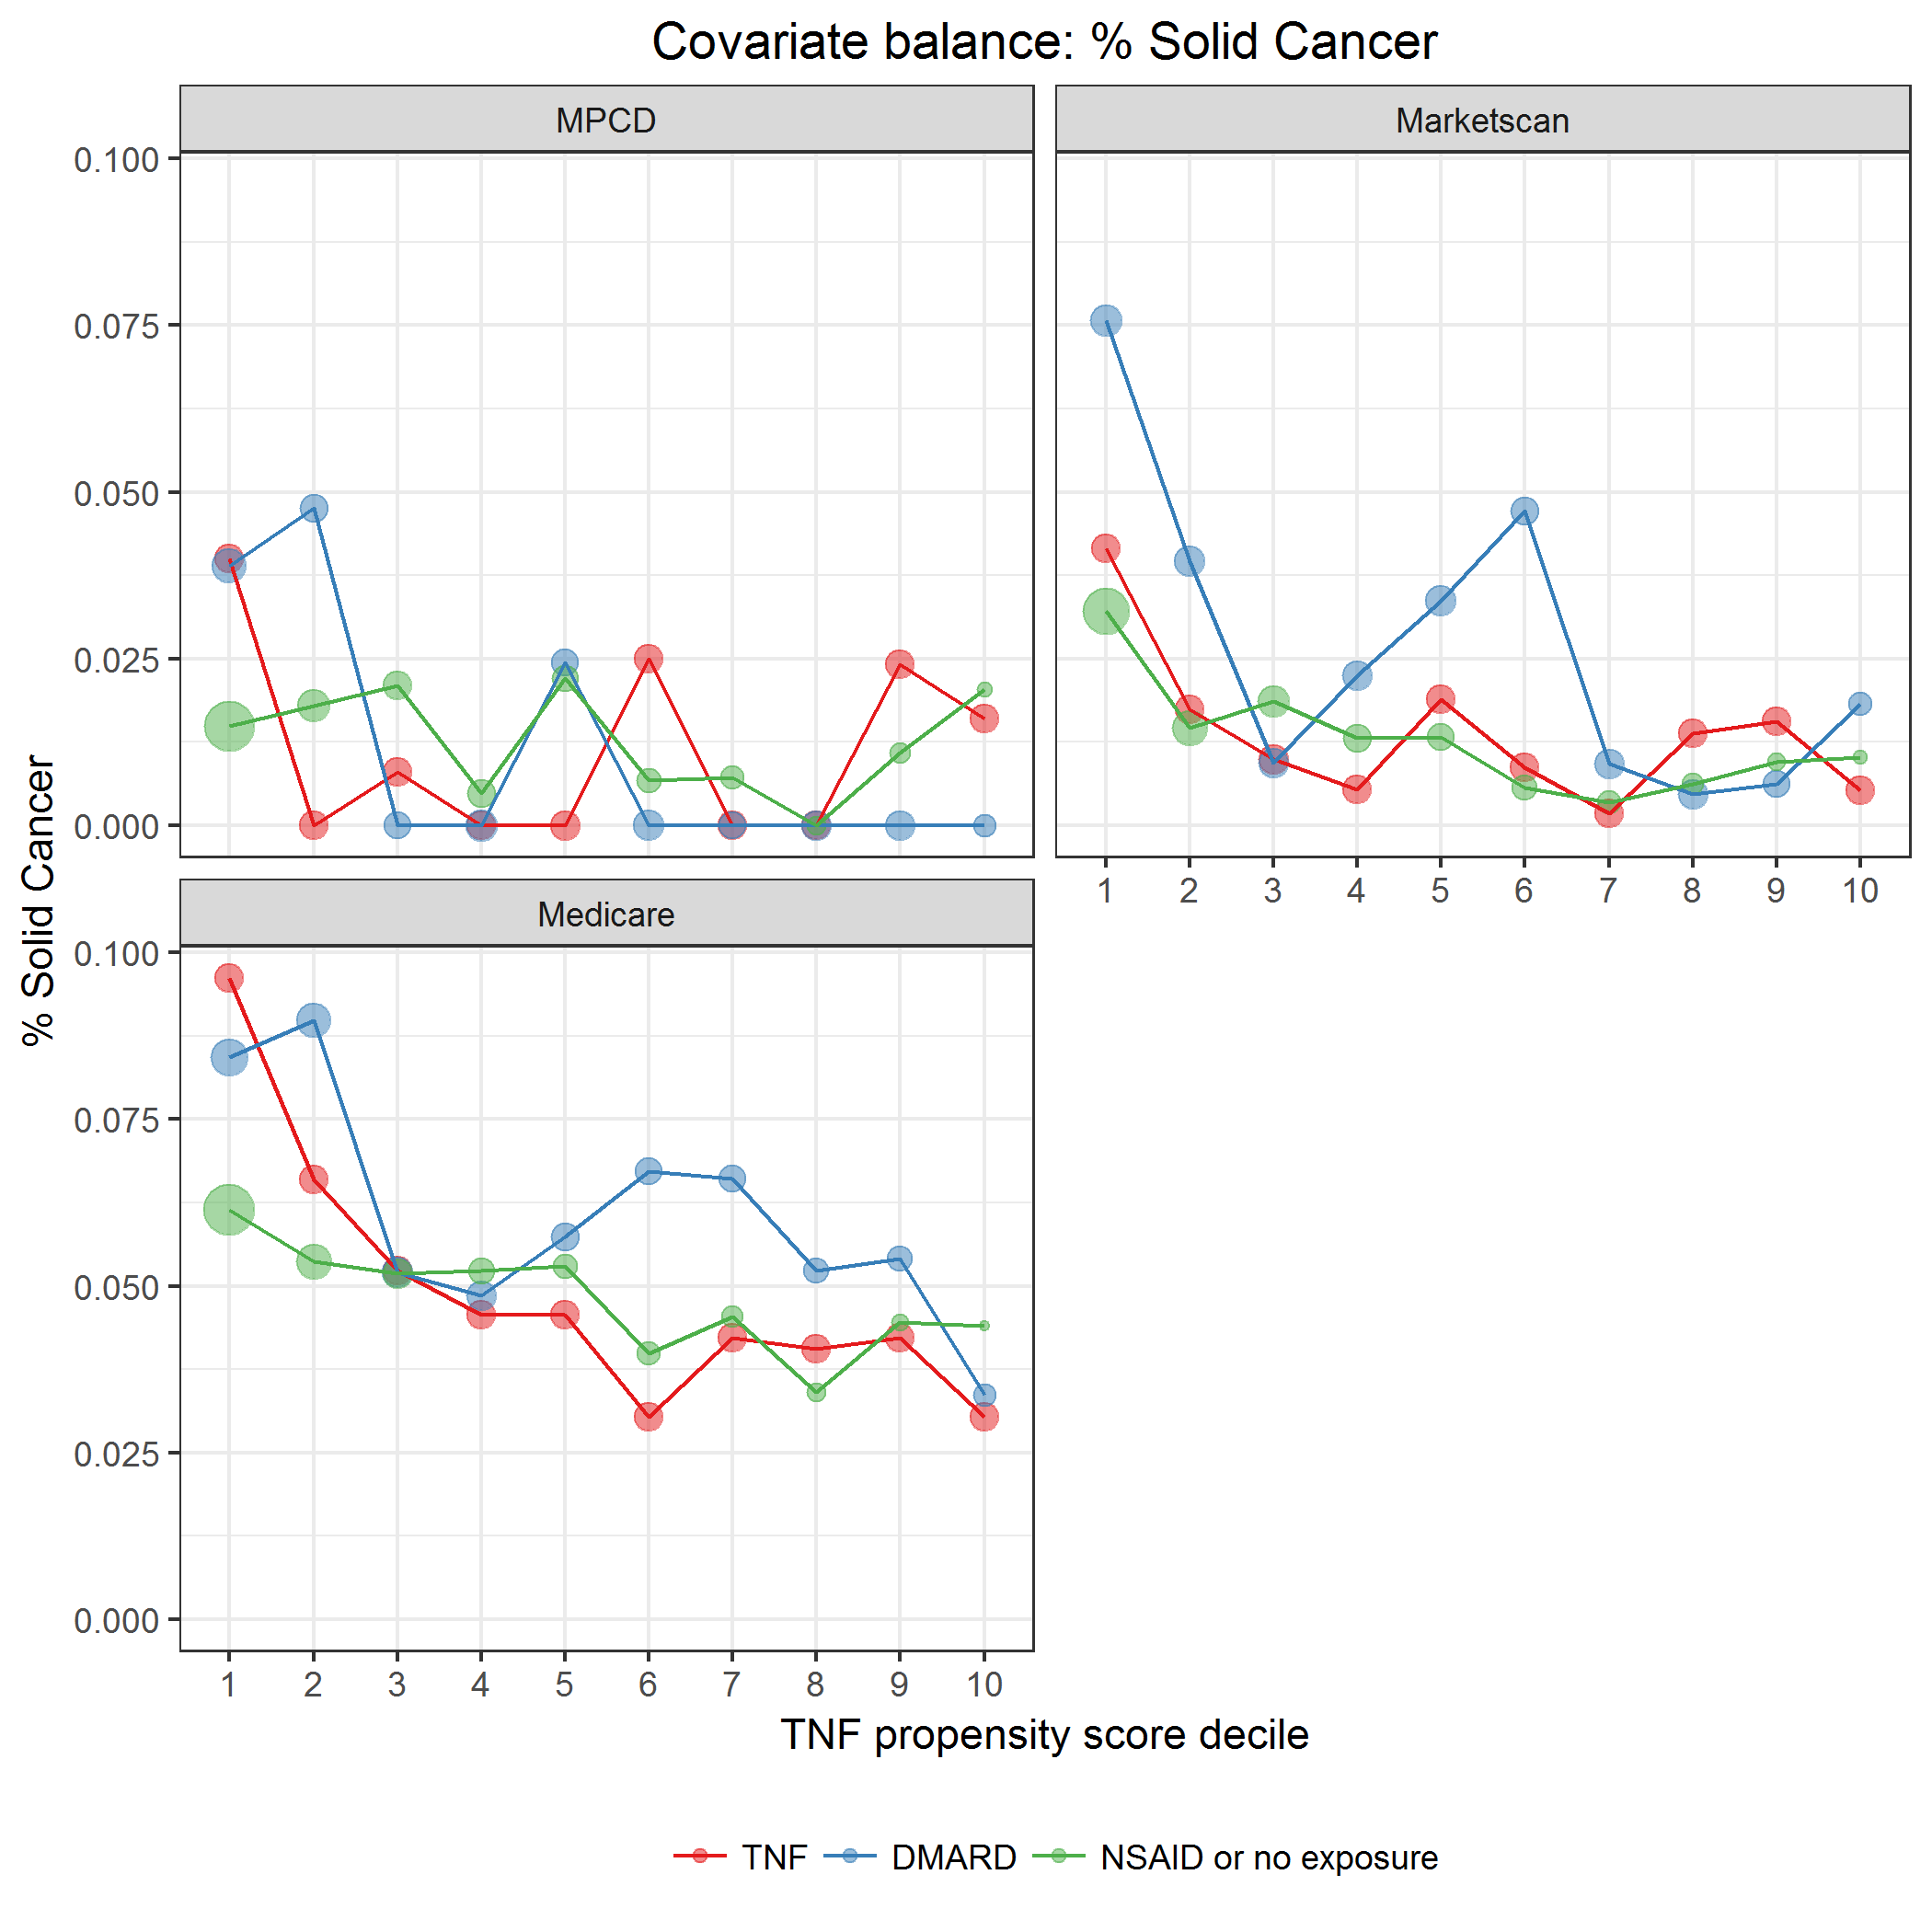 Covariate balance: % Solid Cancer
MPCD
Marketscan
0.100
0.075
0.050
0.025
0.000
1 2 3 4 5 6 7 8 9 10
Medicare
0.100
0.075
0.050
0.025
0.000
1 2 3 4 5 6 7 8 9 10
% Solid Cancer
TNF propensity score decile
TNF DMARD NSAID or no exposure